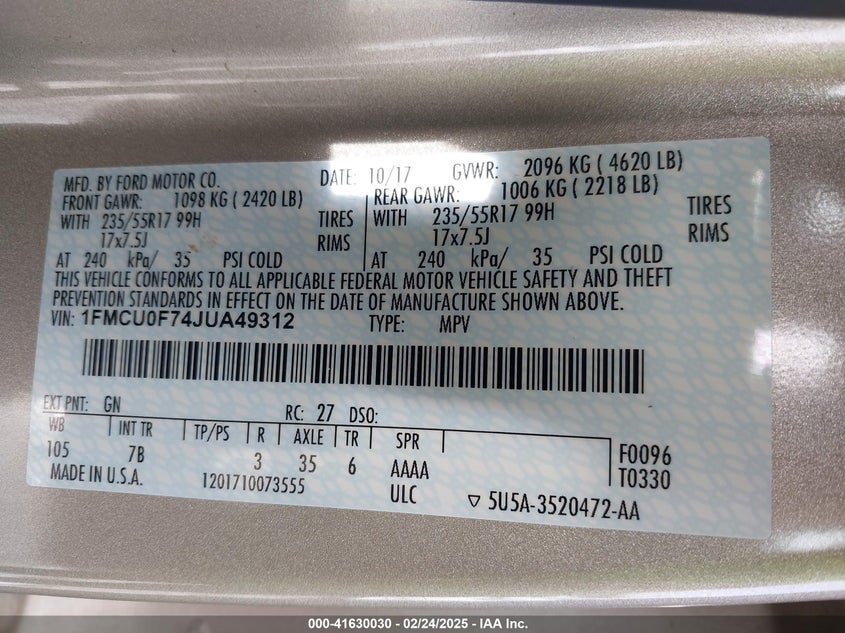 MFD. BY FORD MOTOR CO. DATE: 10/17 GVWR: 2096 KG ( 4620 LB)
FRONT GAWR: 1098 KG ( 2420 LB) REAR GAWR: 1006 KG ( 2218 LB)
WITH 235/55R17 99H TIRES WITH 235/55R17 99H TIRES
17x7.5J RIMS 17x7.5J RIMS
AT 240 kPa/ 35 PSI COLD AT 240 kPa/ 35 PSI COLD
THIS VEHICLE CONFORMS TO ALL APPLICABLE FEDERAL MOTOR VEHICLE SAFETY AND THEFT
PREVENTION STANDARDS IN EFFECT ON THE DATE OF MANUFACTURE SHOWN ABOVE.
VIN: 1FMCU0F74JUA49312 TYPE: MPV
EXT PNT: GN RC: 27 DSO:
WB INT TR TP/PS R AXLE TR SPR F0096
105 7B 3 35 6 AAAA T0330
MADE IN U.S.A. 1201710073555 ULC 5U5A-3520472-AA
000-41630030 - 02/24/2025 - IAA Inc.